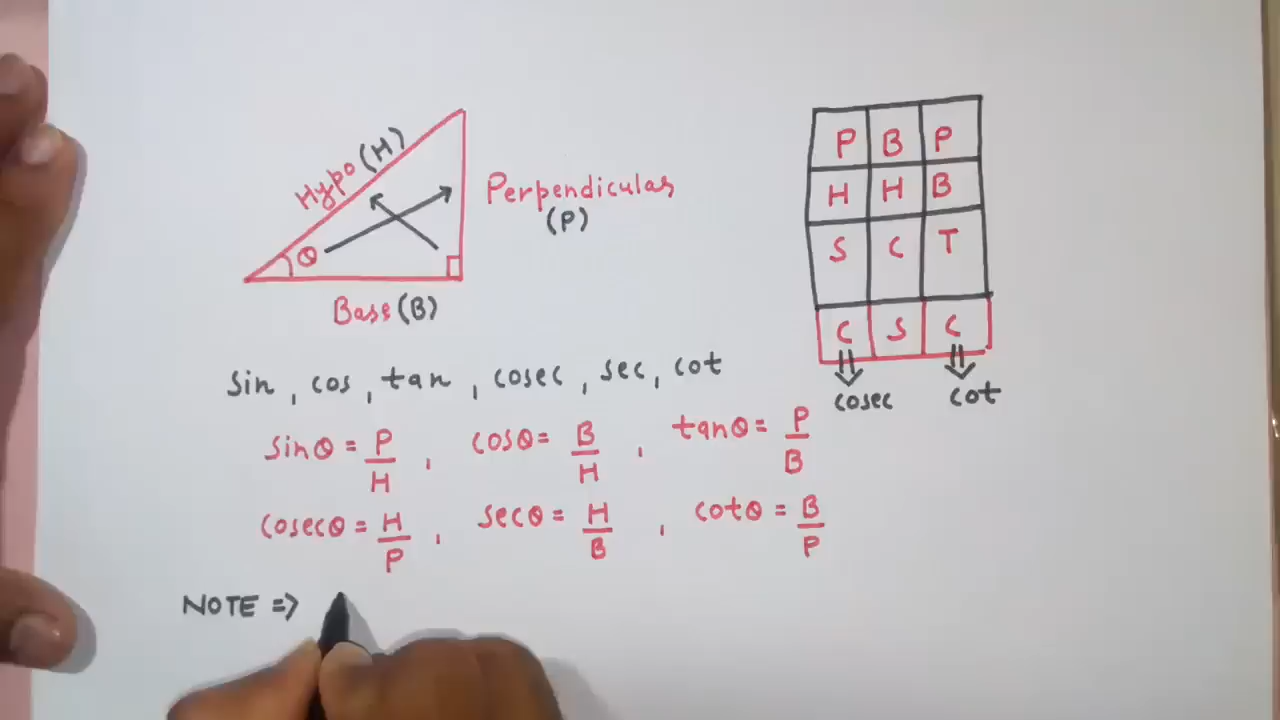 Hypo (H)
θ
Perpendicular
(P)
Base (B)
P B P
H H B
S C T
C S C
cosec cot
sin, cos, tan, cosec, sec, cot
sinθ = P/H, cosθ = B/H, tanθ = P/B
cosecθ = H/P, secθ = H/B, cotθ = B/P
NOTE =>